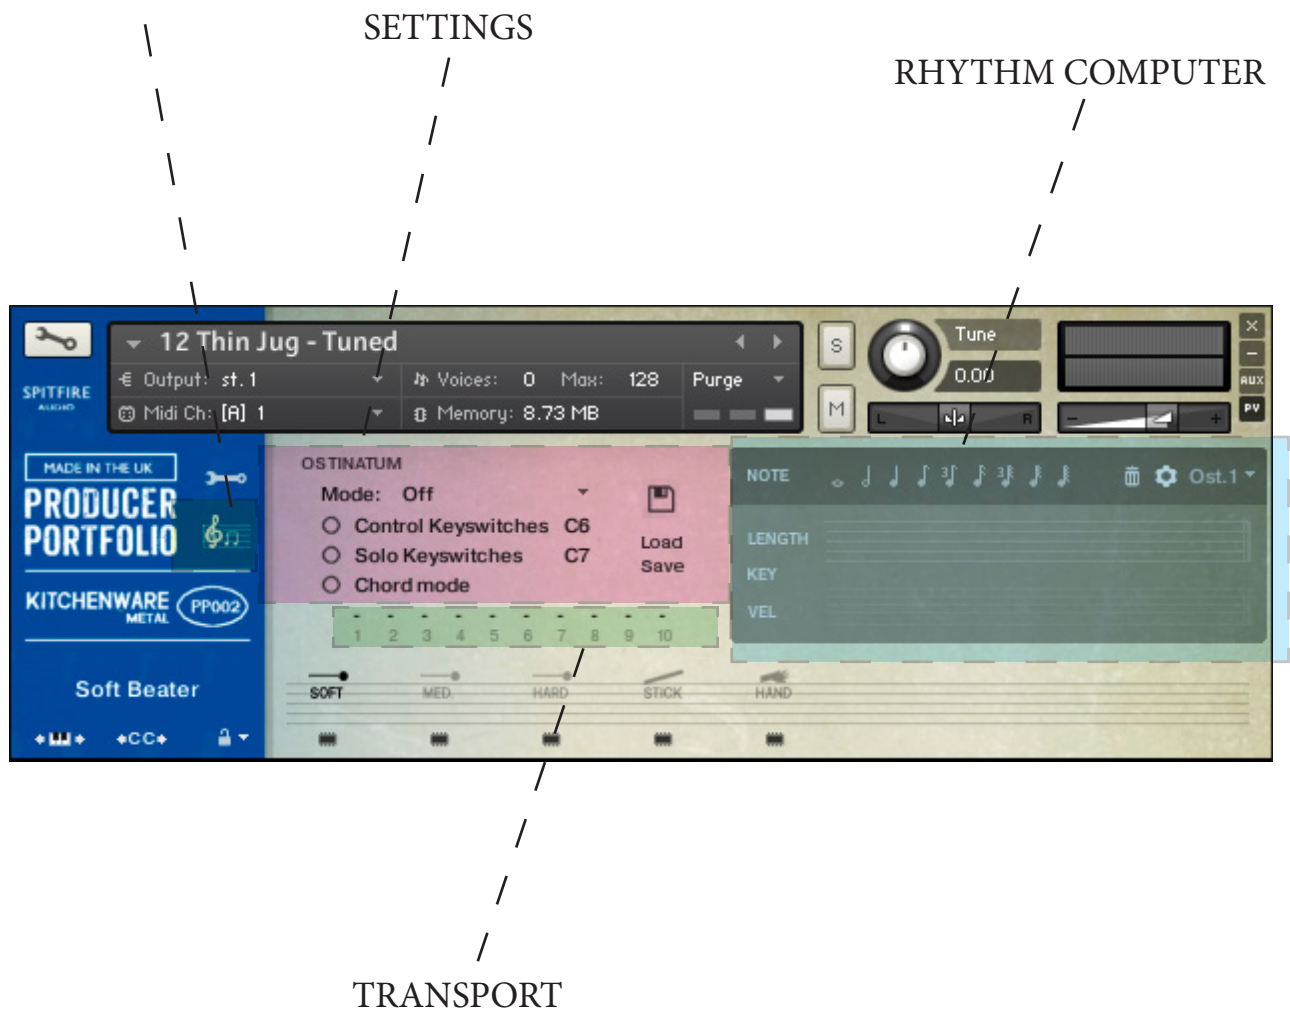 SETTINGS
RHYTHM COMPUTER
12 Thin Jug - Tuned
S
Tune
Output: st. 1
Voices: 0 Max: 128
Purge
0.00
AUX
SPITFIRE
AUDIO
Midi Ch: [A] 1
Memory: 8.73 MB
M
L
R
-
+
PV
MADE IN THE UK
PRODUCER
PORTFOLIO
KITCHENWARE
METAL
PP002
Soft Beater
CC
OSTINATUM
Mode: Off
Control Keyswitches C6
Solo Keyswitches C7
Chord mode
Load
Save
NOTE
3
3
Ost.1
LENGTH
KEY
VEL
- - - - - - - - - -
1 2 3 4 5 6 7 8 9 10
SOFT
MED.
HARD
STICK
HAND
TRANSPORT